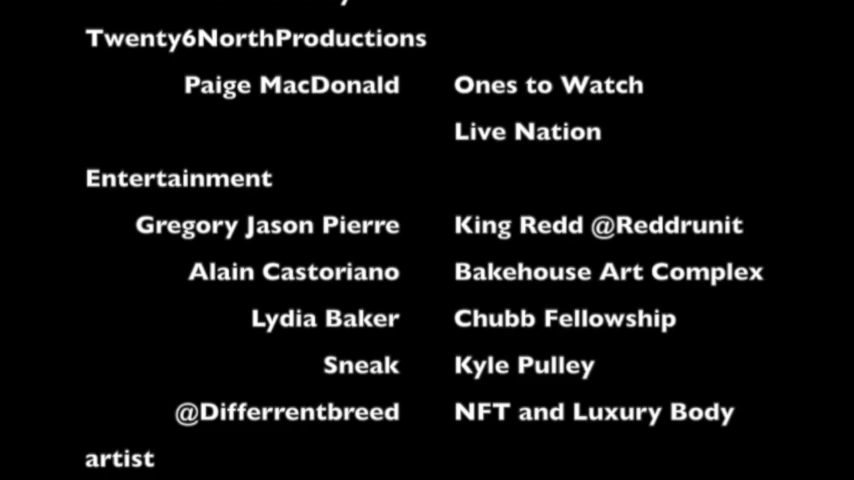 Twenty6NorthProductions
Paige MacDonald Ones to Watch
Live Nation
Entertainment
Gregory Jason Pierre King Redd @Reddrunit
Alain Castoriano Bakehouse Art Complex
Lydia Baker Chubb Fellowship
Sneak Kyle Pulley
@Differrentbreed NFT and Luxury Body
artist